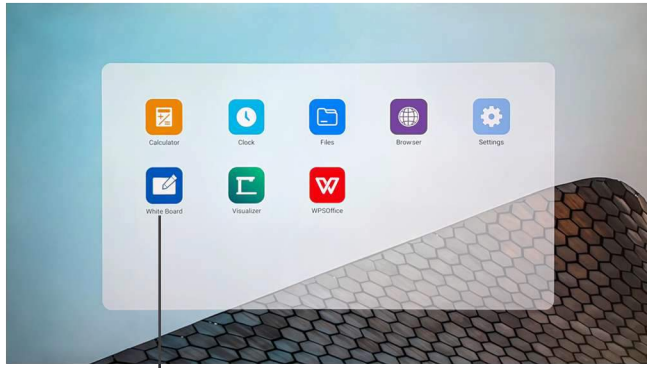 Calculator
Clock
Files
Browser
Settings
White Board
Visualizer
WPSOffice